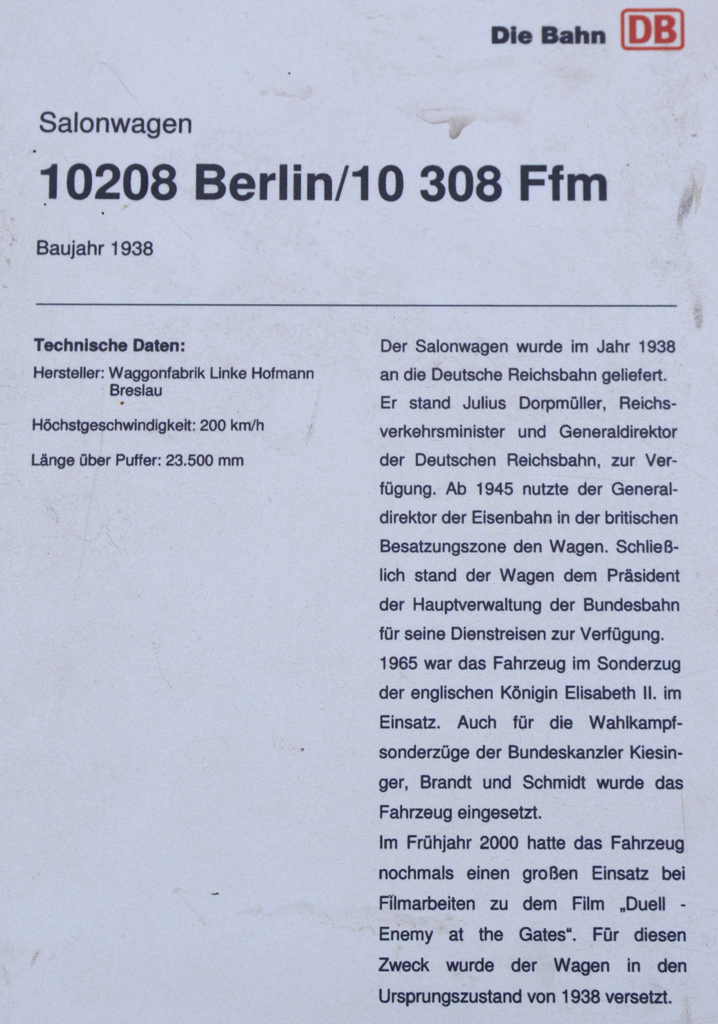 Die Bahn DB
Salonwagen
10208 Berlin/10 308 Ffm
Baujahr 1938
Technische Daten:
Hersteller: Waggonfabrik Linke Hofmann
Breslau
Höchstgeschwindigkeit: 200 km/h
Länge über Puffer: 23.500 mm
Der Salonwagen wurde im Jahr 1938
an die Deutsche Reichsbahn geliefert.
Er stand Julius Dorpmüller, Reichs-
verkehrsminister und Generaldirektor
der Deutschen Reichsbahn, zur Ver-
fügung. Ab 1945 nutzte der General-
direktor der Eisenbahn in der britischen
Besatzungszone den Wagen. Schließ-
lich stand der Wagen dem Präsident
der Hauptverwaltung der Bundesbahn
für seine Dienstreisen zur Verfügung.
1965 war das Fahrzeug im Sonderzug
der englischen Königin Elisabeth II. im
Einsatz. Auch für die Wahlkampf-
sonderzüge der Bundeskanzler Kiesin-
ger, Brandt und Schmidt wurde das
Fahrzeug eingesetzt.
Im Frühjahr 2000 hatte das Fahrzeug
nochmals einen großen Einsatz bei
Filmarbeiten zu dem Film „Duell -
Enemy at the Gates“. Für diesen
Zweck wurde der Wagen in den
Ursprungszustand von 1938 versetzt.